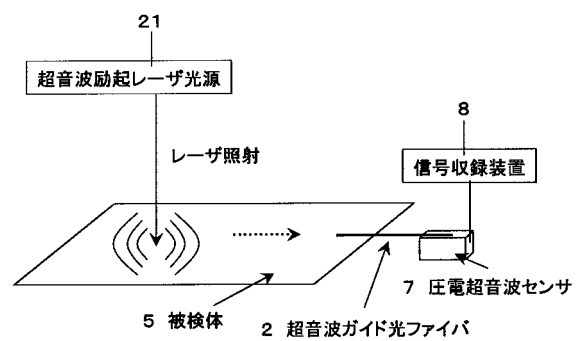 21
超音波励起レーザ光源
8
レーザ照射
信号収録装置
7 圧電超音波センサ
5 被検体
2 超音波ガイド光ファイバ